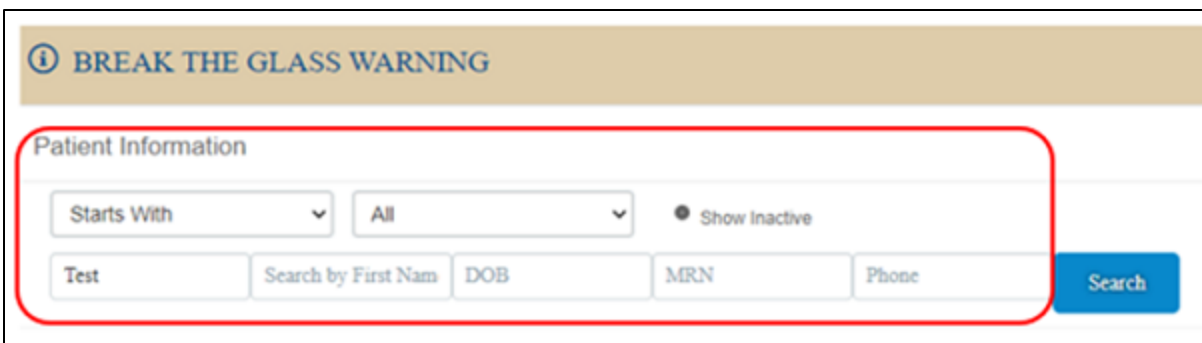 BREAK THE GLASS WARNING
Patient Information
Starts With All Show Inactive
Test Search by First Nam DOB MRN Phone Search